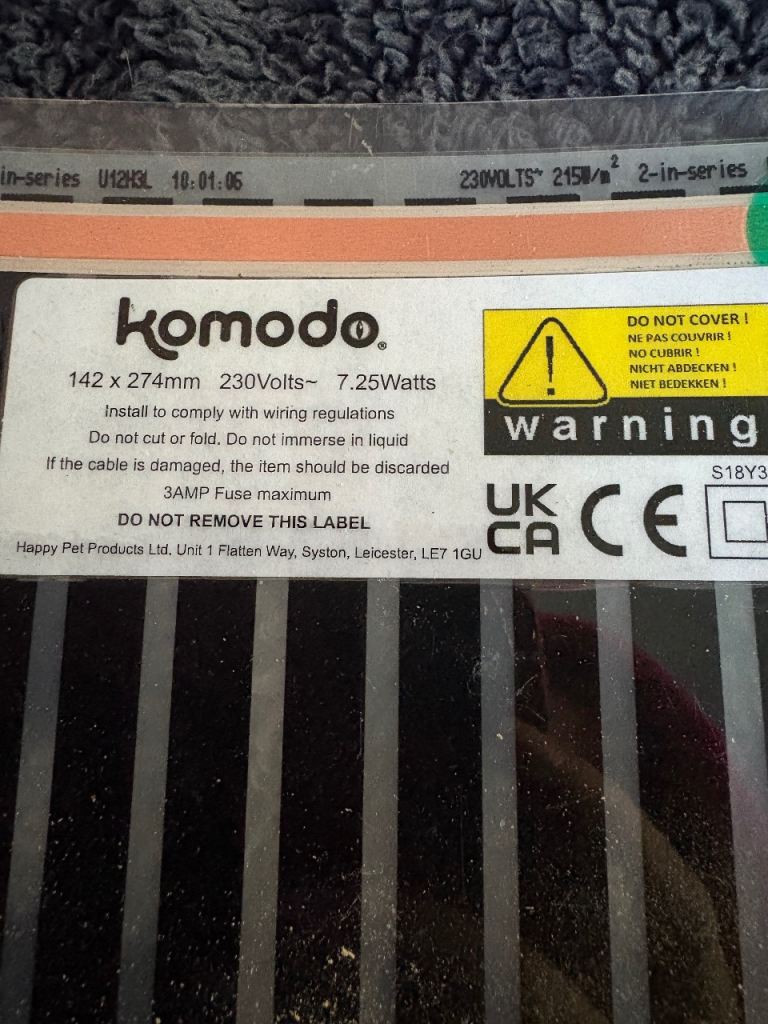 in-series U12H3L 10:01:06 230VOLTS~ 215W/m² 2-in-series
komodo®
142 x 274mm 230Volts~ 7.25Watts
Install to comply with wiring regulations
Do not cut or fold. Do not immerse in liquid
If the cable is damaged, the item should be discarded
3AMP Fuse maximum
DO NOT REMOVE THIS LABEL
Happy Pet Products Ltd, Unit 1 Flatten Way, Syston, Leicester, LE7 1GU
DO NOT COVER !
NE PAS COUVRIR !
NO CUBRIR !
NICHT ABDECKEN !
NIET BEDEKKEN !
!
warning
S18Y3
UK
CA
CE